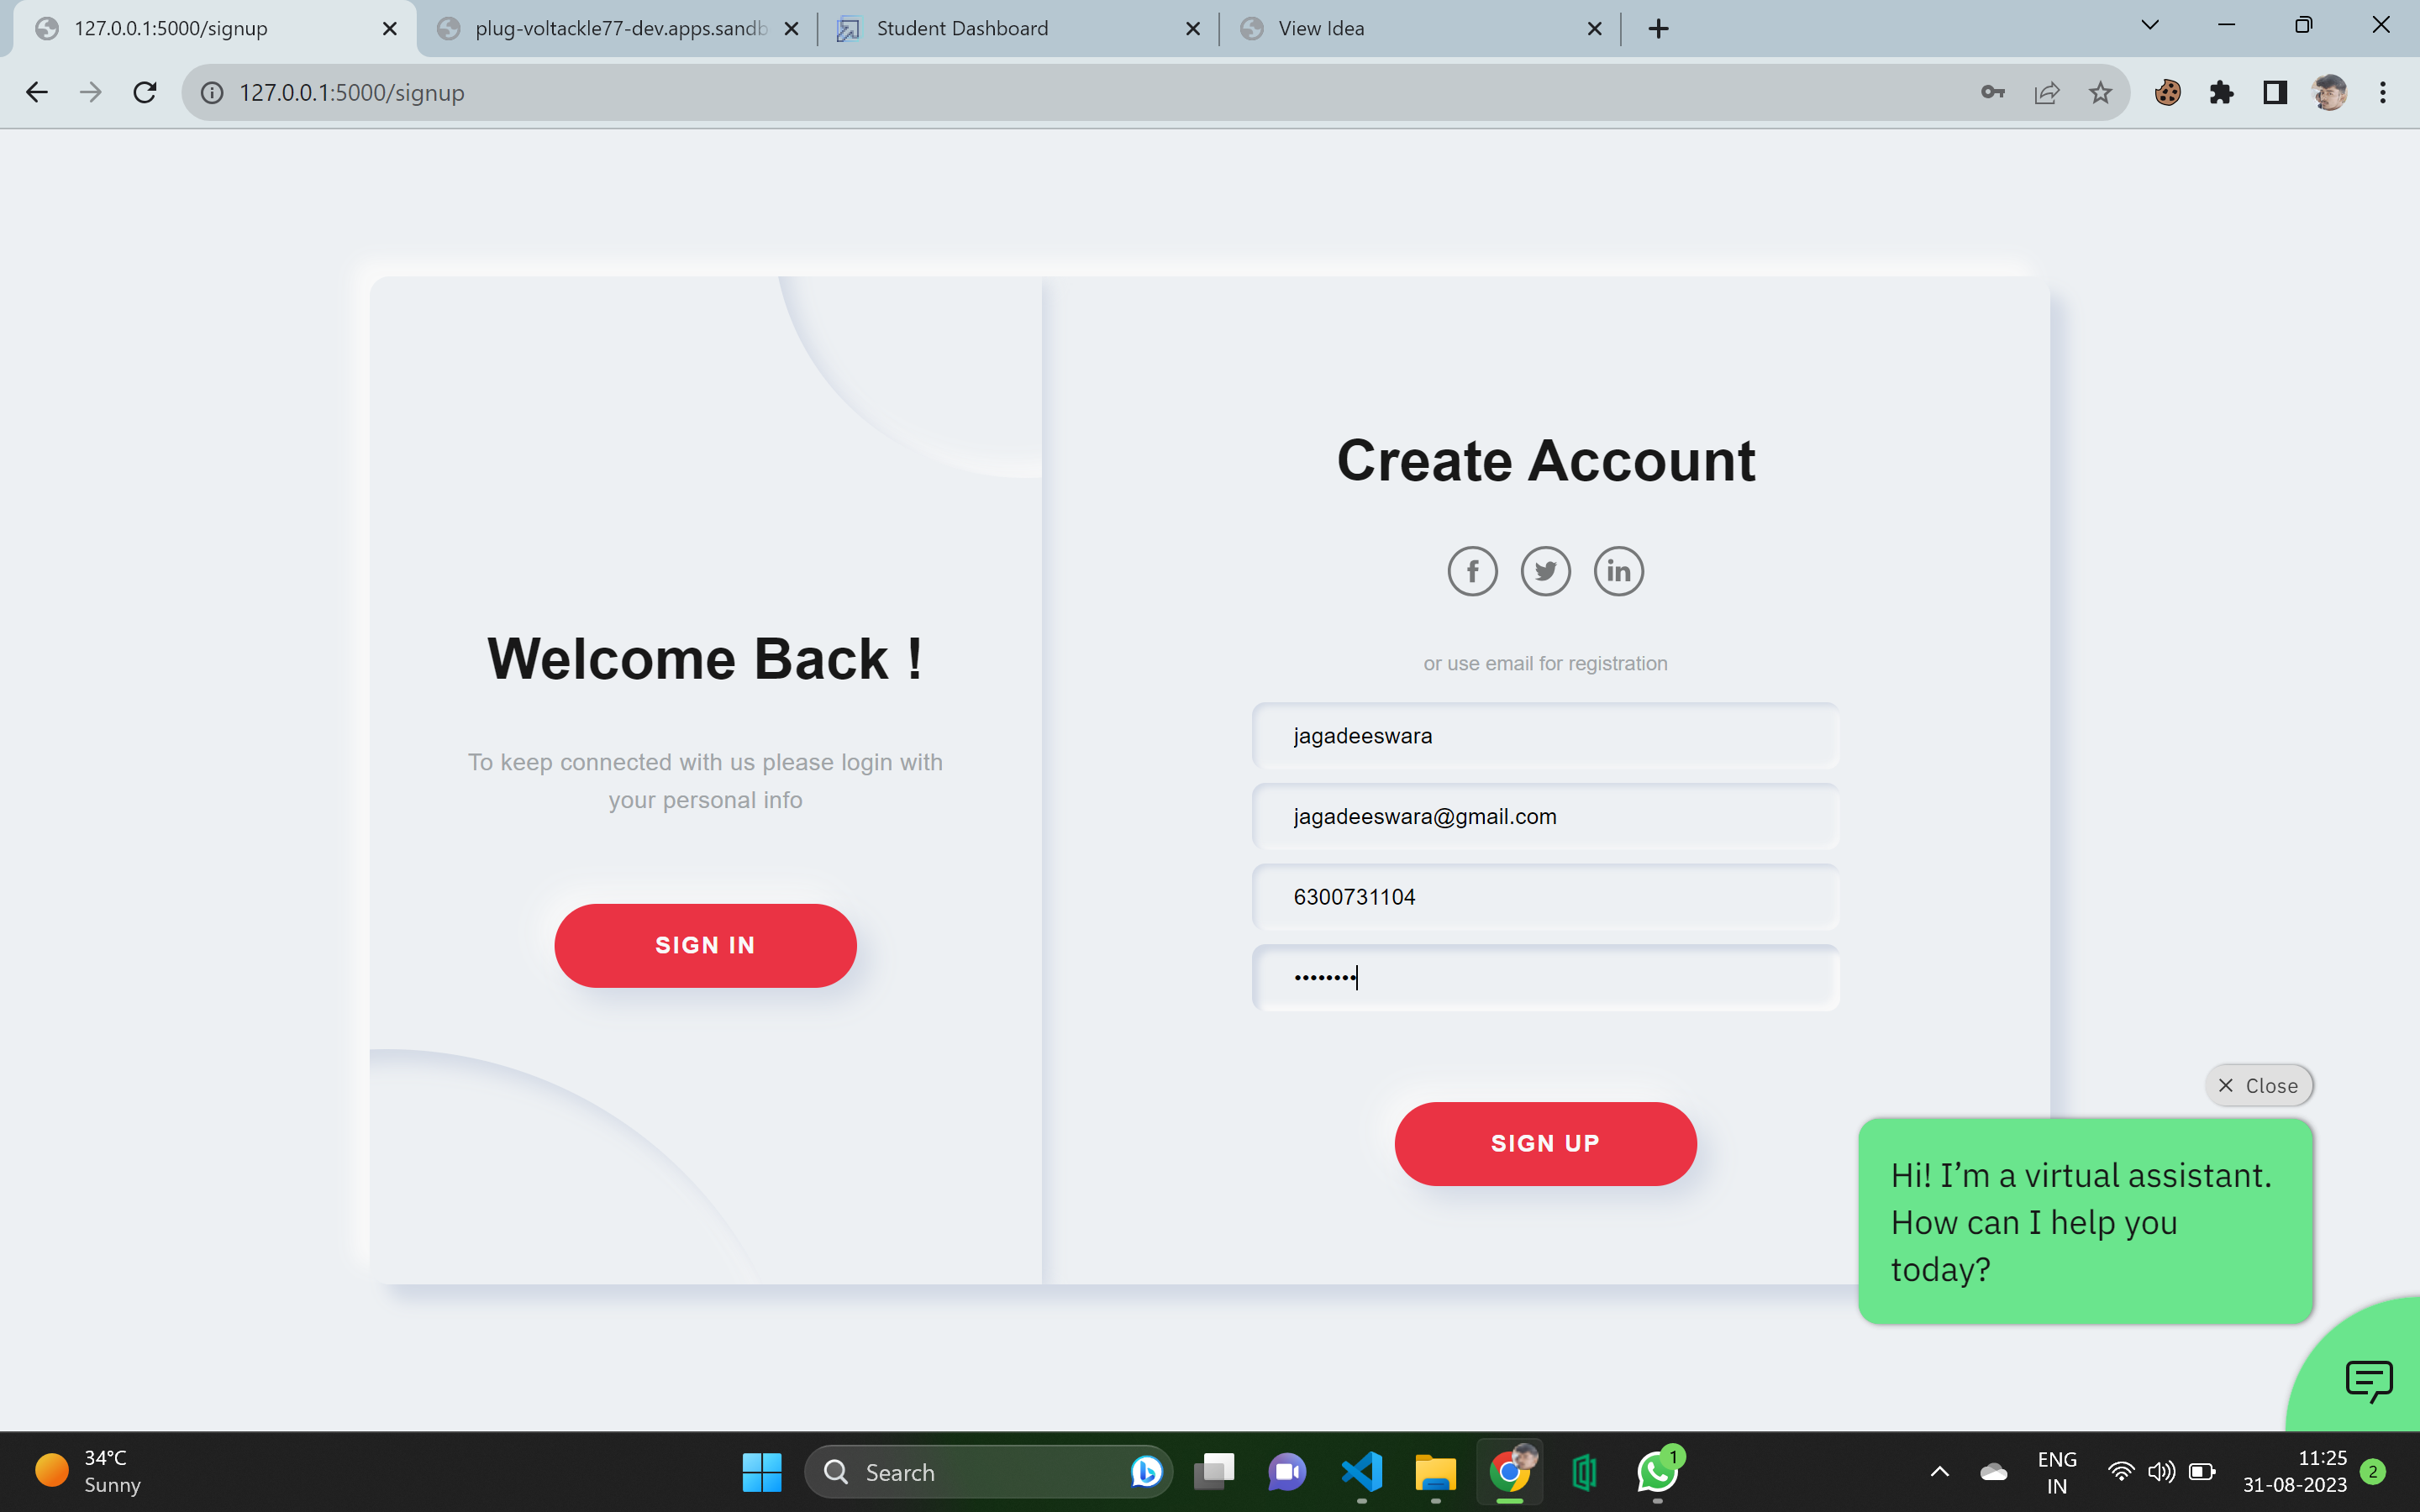 127.0.0.1:5000/signup
plug-voltackle77-dev.apps.sandb
Student Dashboard
View Idea
127.0.0.1:5000/signup
Welcome Back !
To keep connected with us please login with
your personal info
SIGN IN
Create Account
f
in
or use email for registration
jagadeeswara
jagadeeswara@gmail.com
6300731104
••••••••
SIGN UP
Close
Hi! I’m a virtual assistant.
How can I help you
today?
34°C
Sunny
Search
1
ENG
IN
11:25
31-08-2023
2